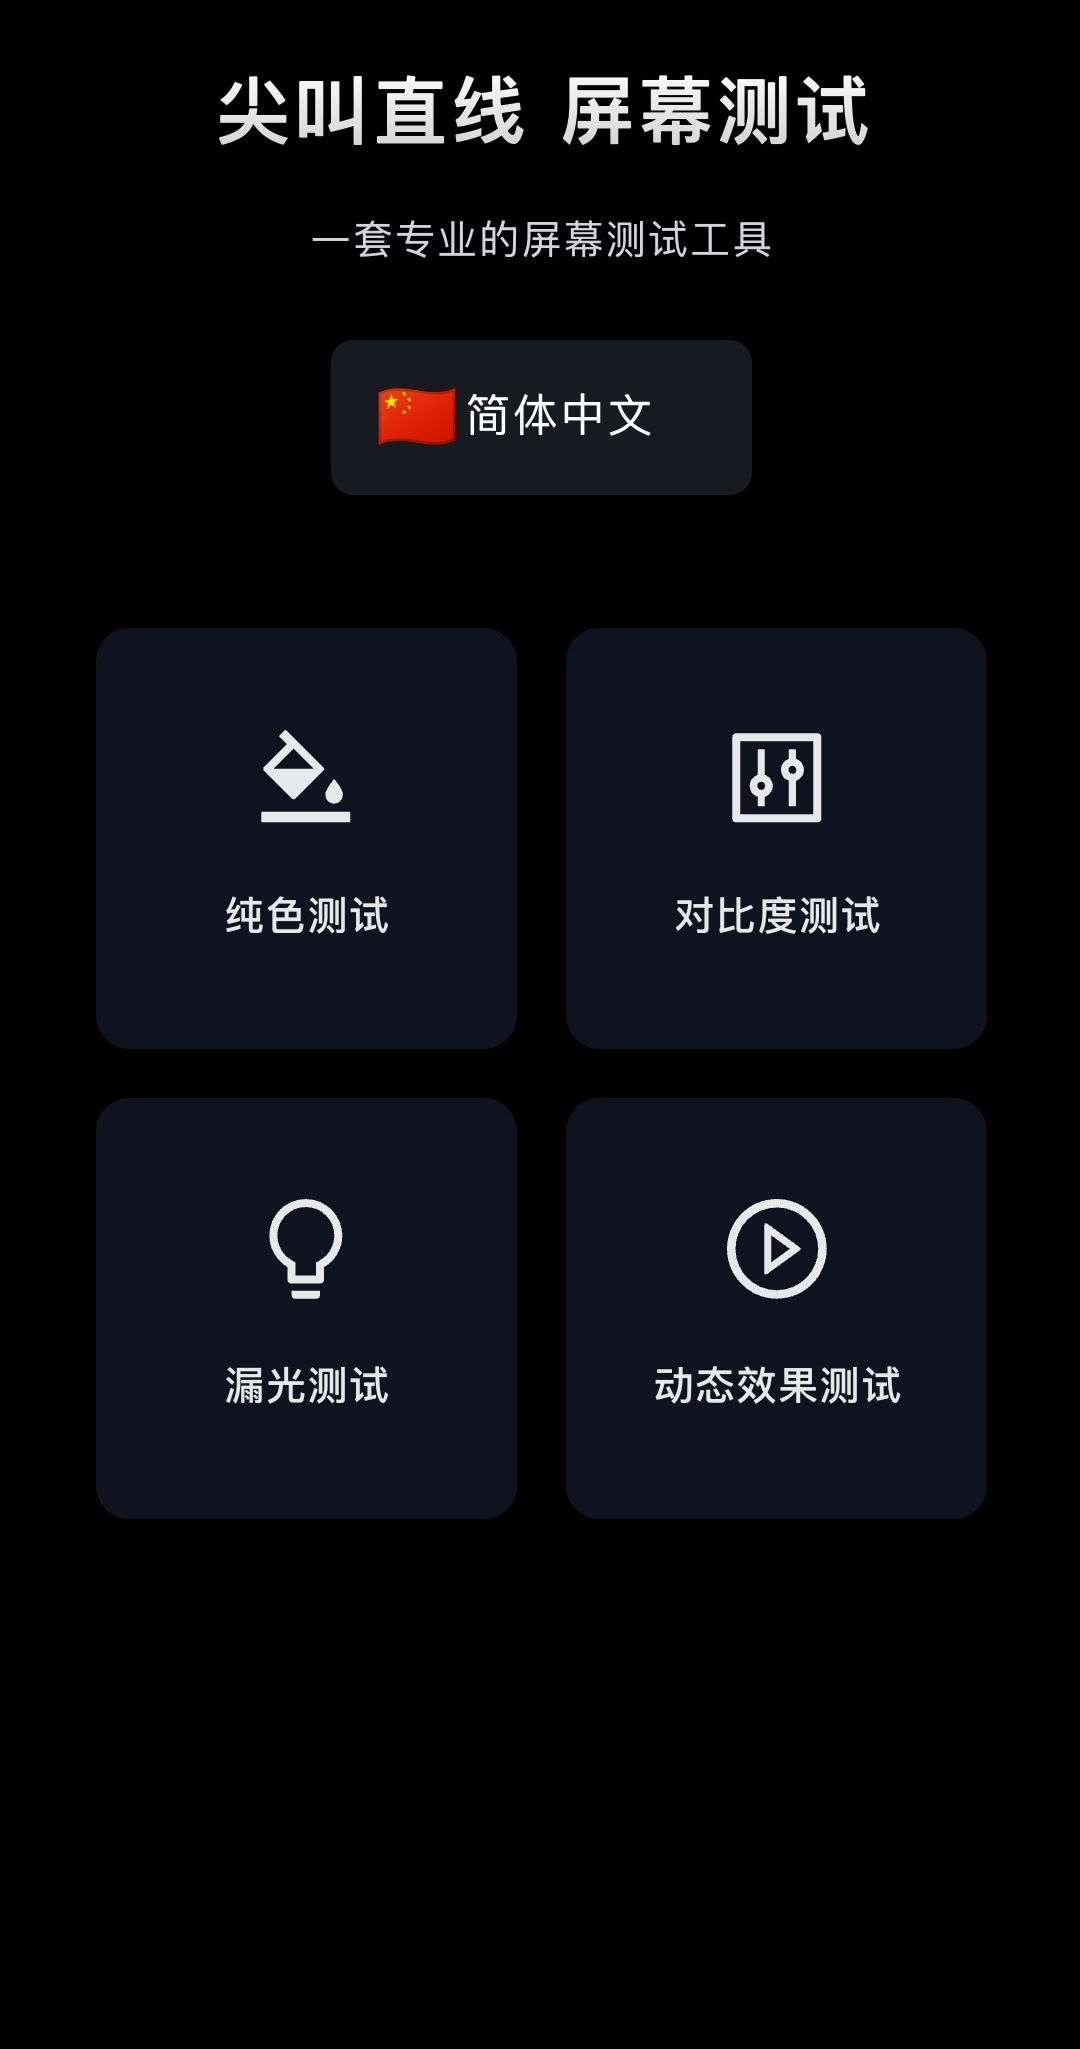 尖叫直线 屏幕测试
一套专业的屏幕测试工具
简体中文
纯色测试
对比度测试
漏光测试
动态效果测试